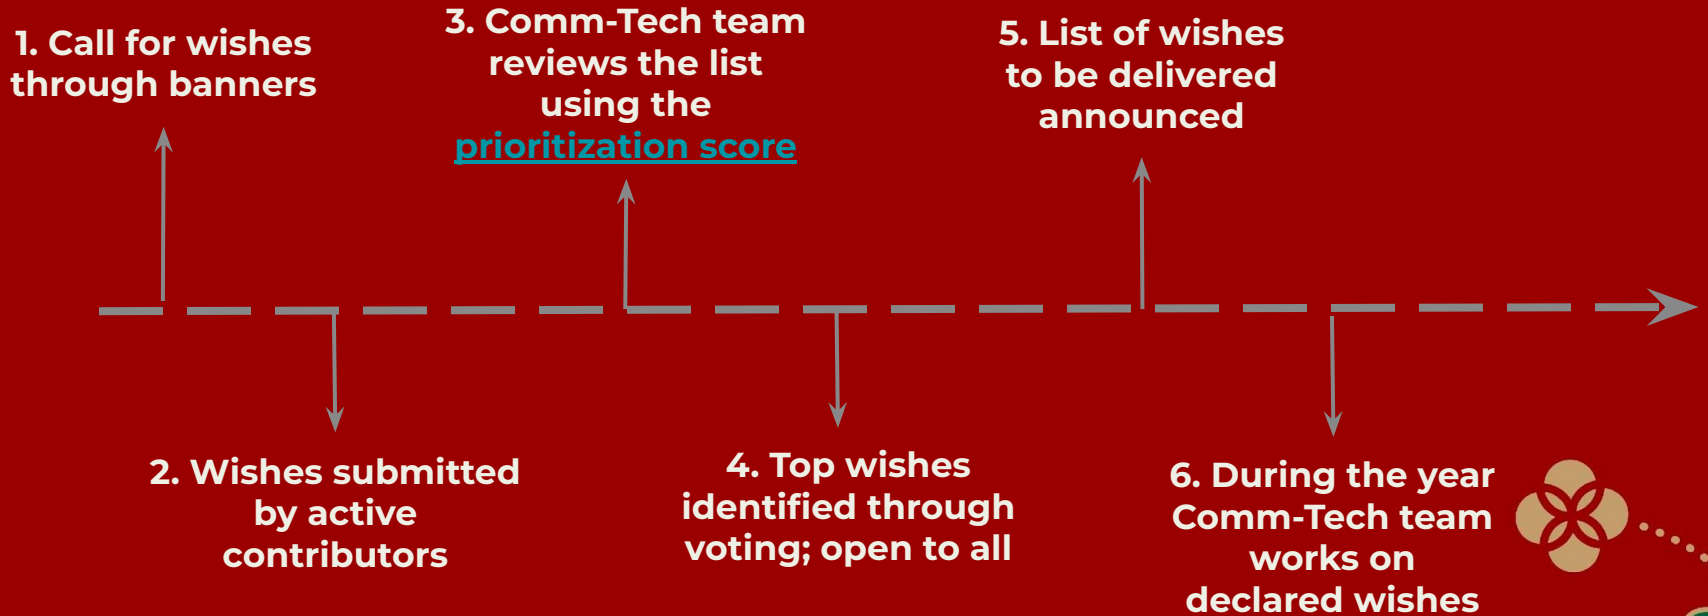 1. Call for wishes
through banners
2. Wishes submitted
by active
contributors
3. Comm-Tech team
reviews the list
using the
prioritization score
4. Top wishes
identified through
voting; open to all
5. List of wishes
to be delivered
announced
6. During the year
Comm-Tech team
works on
declared wishes